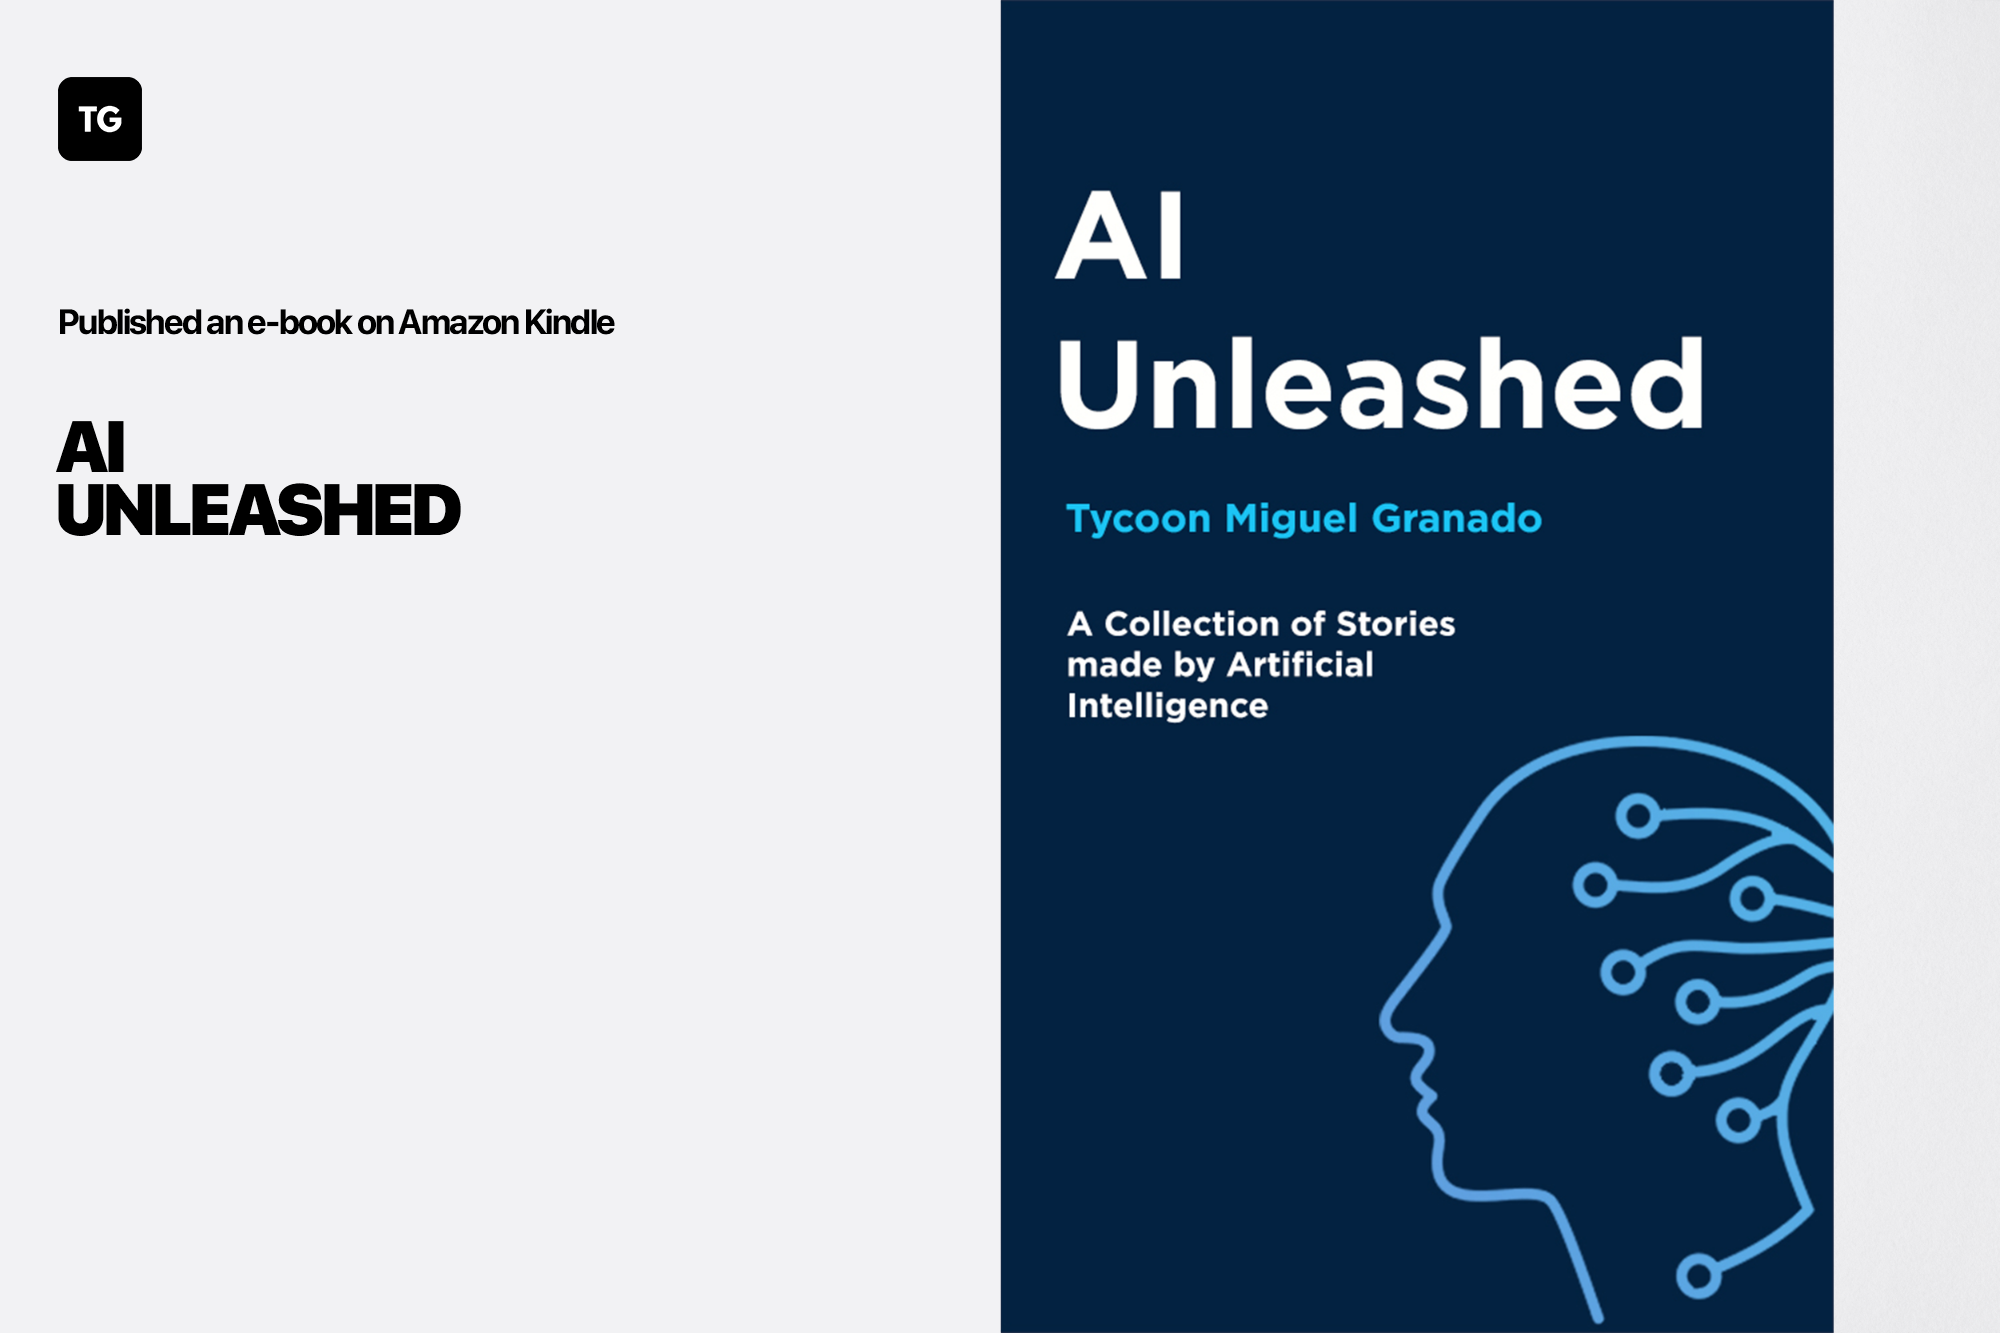 TG
Published an e-book on Amazon Kindle
AI
UNLEASHED
AI
Unleashed
Tycoon Miguel Granado
A Collection of Stories
made by Artificial
Intelligence